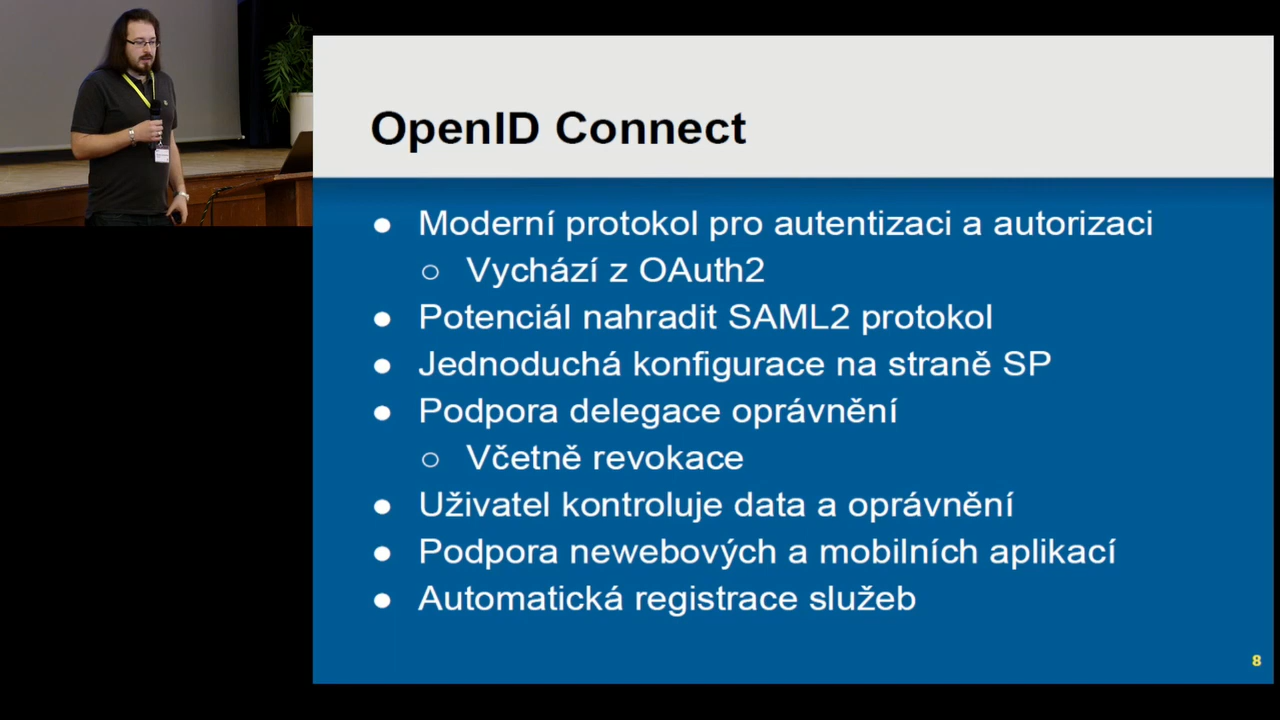 OpenID Connect
● Moderní protokol pro autentizaci a autorizaci
○ Vychází z OAuth2
● Potenciál nahradit SAML2 protokol
● Jednoduchá konfigurace na straně SP
● Podpora delegace oprávnění
○ Včetně revokace
● Uživatel kontroluje data a oprávnění
● Podpora newebových a mobilních aplikací
● Automatická registrace služeb
8